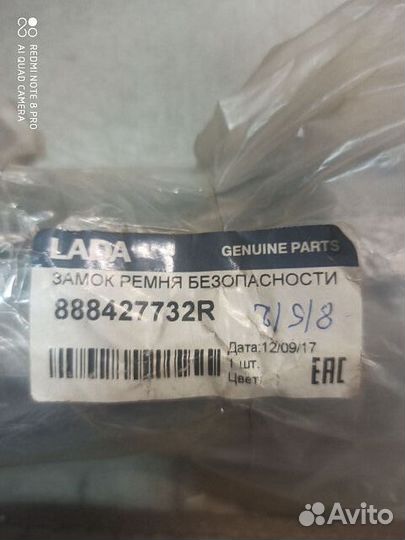 REDMI NOTE 8 PRO
AI QUAD CAMERA
LADA
GENUINE PARTS
ЗАМОК РЕМНЯ БЕЗОПАСНОСТИ
888427732R
Дата:12/09/17
1 шт.
Цвет:
EAC
Avito